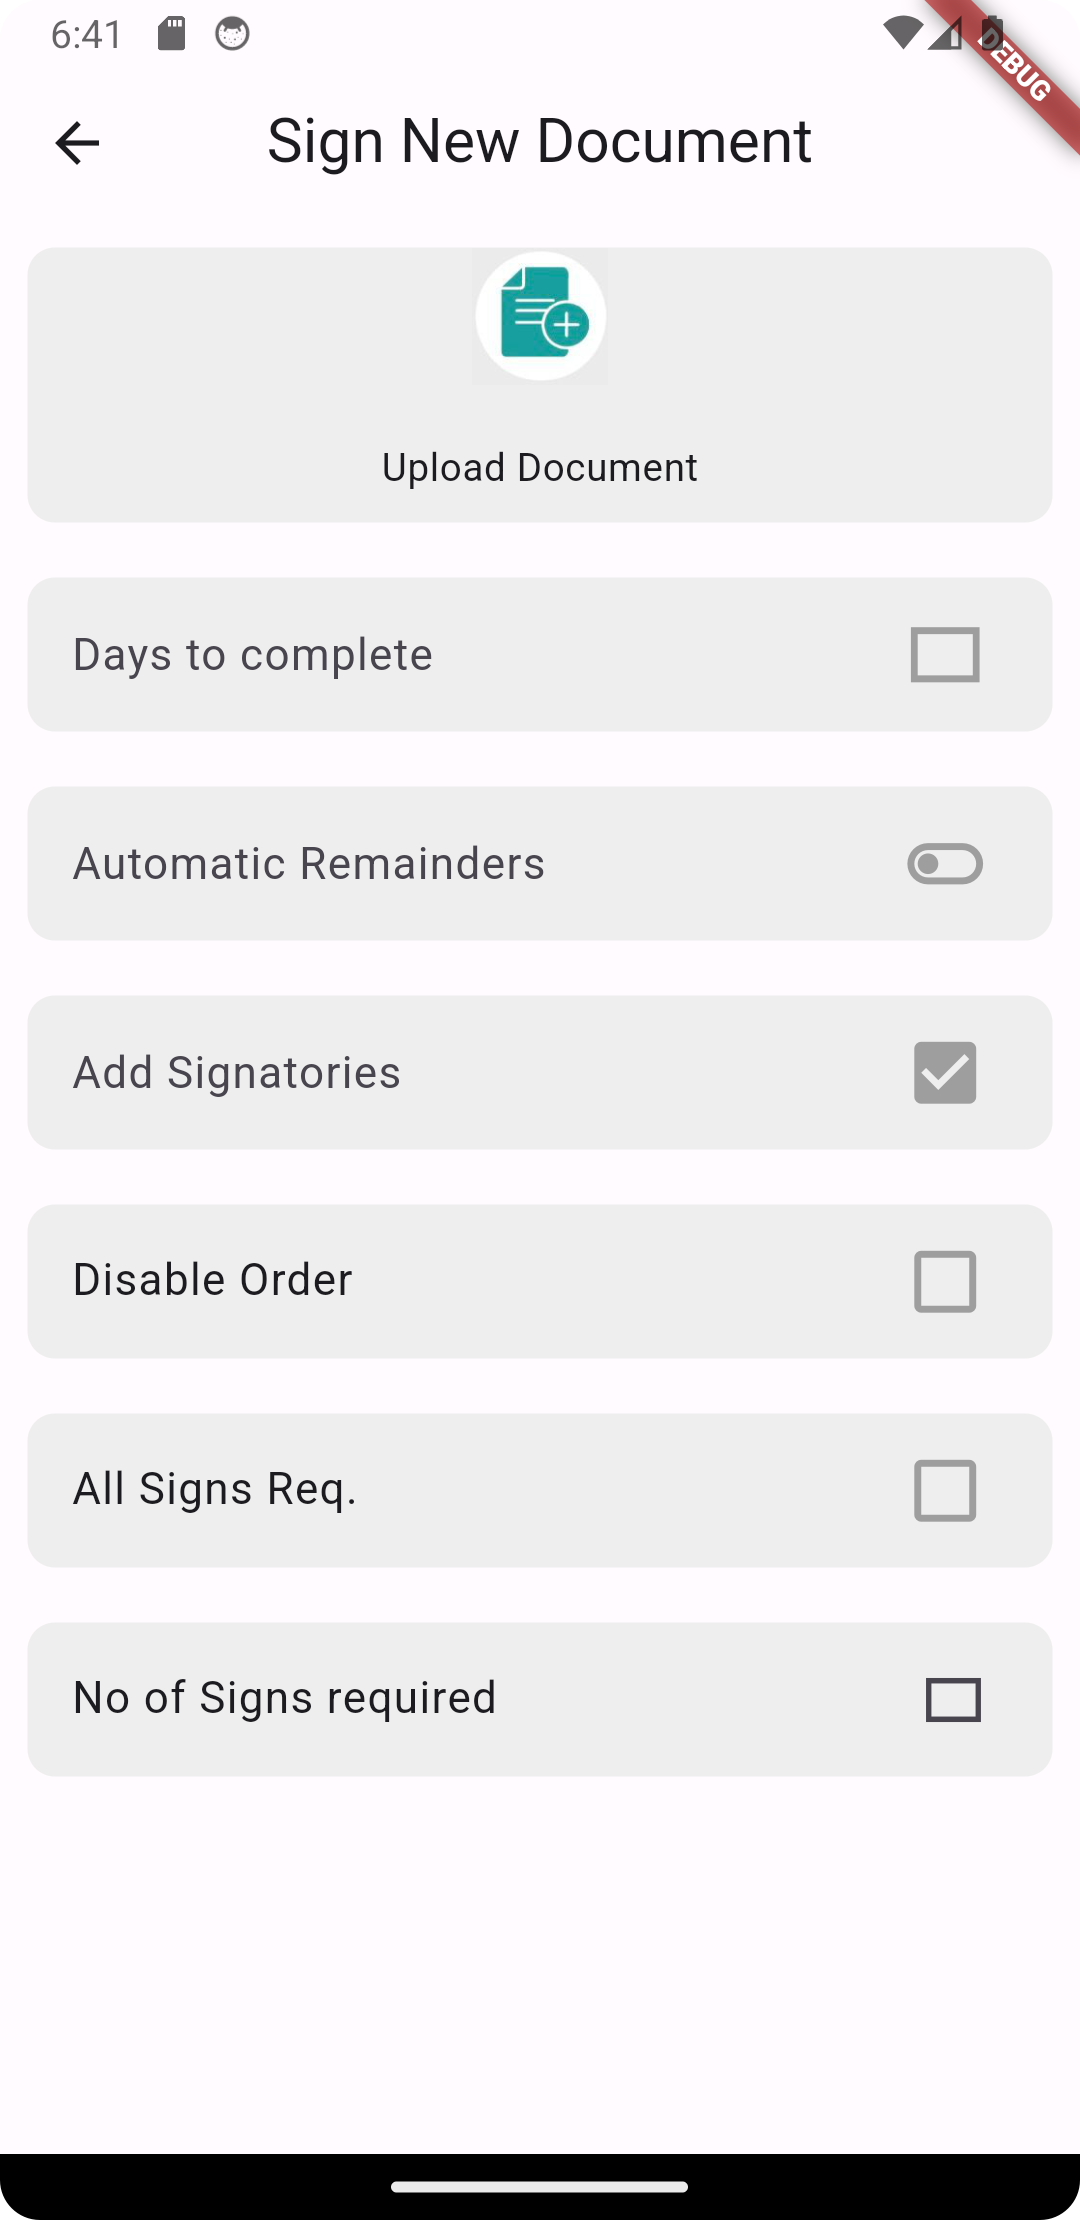 6:41
DEBUG
Sign New Document
Upload Document
Days to complete
Automatic Remainders
Add Signatories
Disable Order
All Signs Req.
No of Signs required